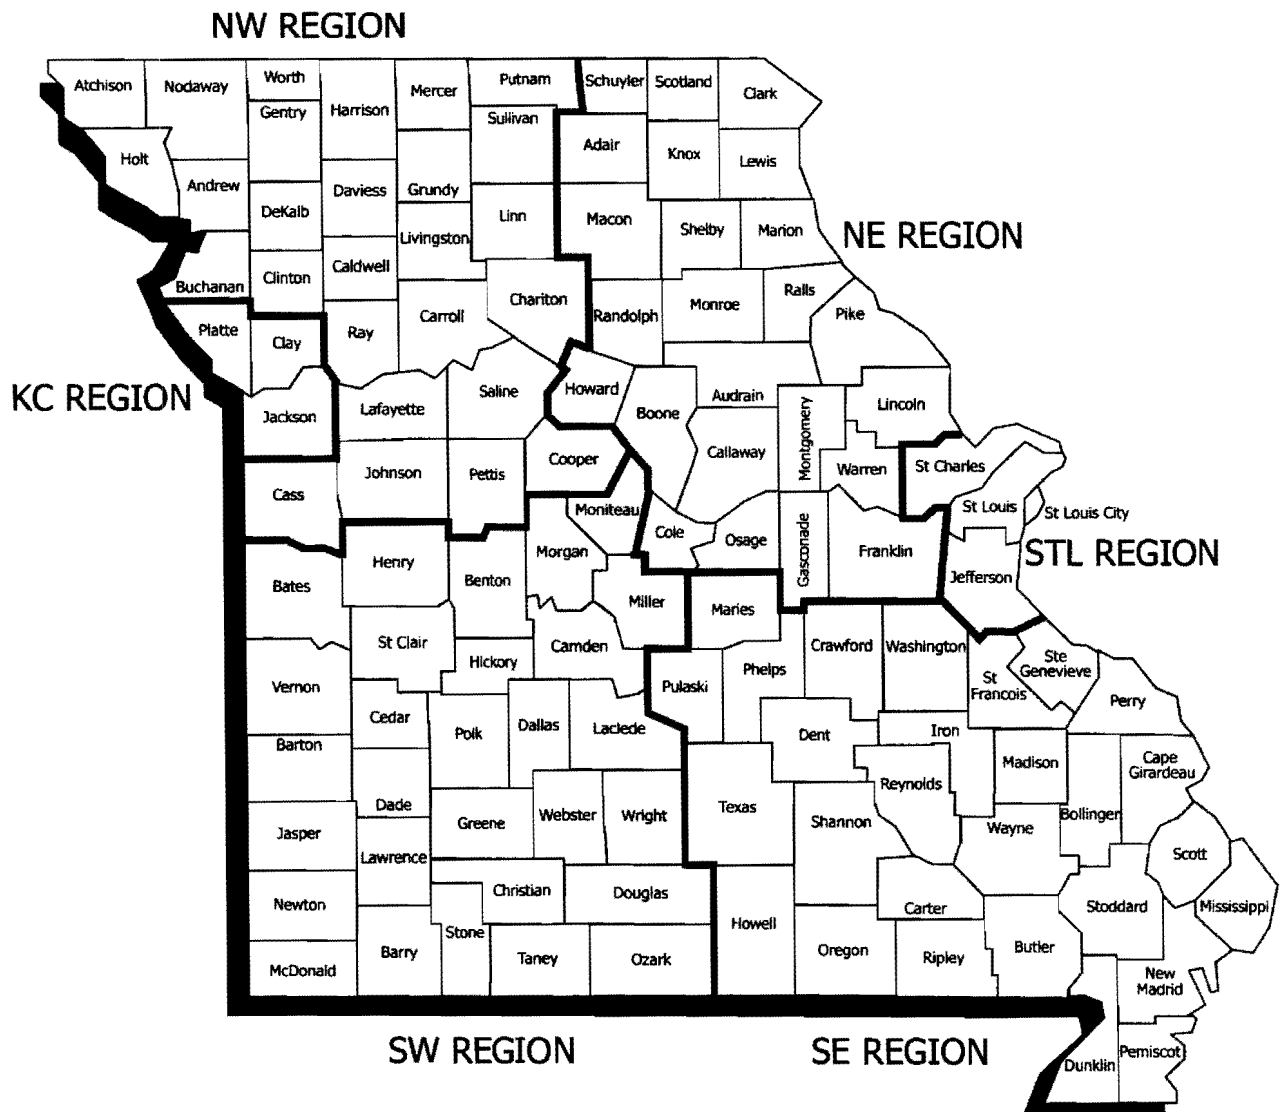 NW REGION
Atchison
Nodaway
Worth
Gentry
Harrison
Mercer
Putnam
Sullivan
Schuyler
Scotland
Clark
Holt
Andrew
DeKalb
Daviess
Grundy
Linn
Adair
Knox
Lewis
Macon
Shelby
Marion
NE REGION
Buchanan
Clinton
Caldwell
Livingston
Chariton
Randolph
Monroe
Ralls
Pike
Platte
Clay
Ray
Carroll
KC REGION
Jackson
Lafayette
Saline
Howard
Boone
Audrain
Montgomery
Lincoln
Callaway
Warren
St Charles
Cass
Johnson
Pettis
Cooper
Moniteau
Cole
Osage
Gasconade
Franklin
St Louis
St Louis City
STL REGION
Jefferson
Bates
Henry
Benton
Morgan
Miller
Maries
St Clair
Hickory
Camden
Pulaski
Phelps
Crawford
Washington
St
Francois
Ste
Genevieve
Perry
Vernon
Cedar
Polk
Dallas
Laclede
Dent
Iron
Madison
Cape
Girardeau
Barton
Dade
Greene
Webster
Wright
Texas
Shannon
Reynolds
Wayne
Bollinger
Jasper
Lawrence
Christian
Douglas
Howell
Carter
Scott
Stoddard
Mississippi
Newton
McDonald
Barry
Stone
Taney
Ozark
Oregon
Ripley
Butler
New
Madrid
SW REGION
SE REGION
Dunklin
Pemiscot